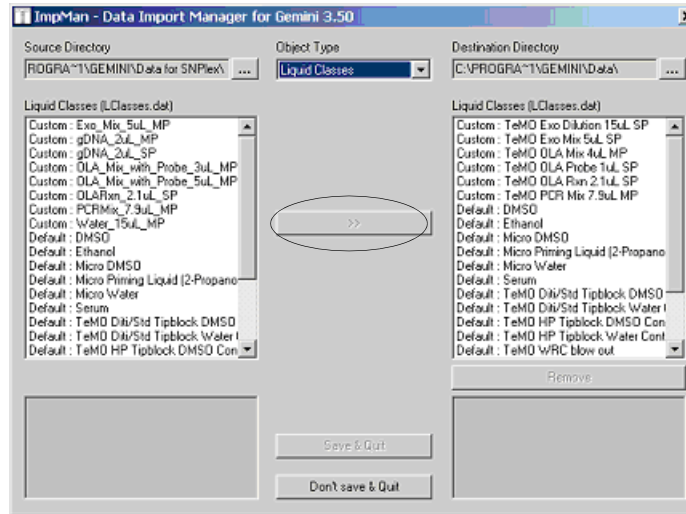 ImpMan - Data Import Manager for Gemini 3.50
Source Directory
ROGRA~1\GEMINI\Data for SNPlex\
...
Object Type
Liquid Classes
Destination Directory
C:\PROGRA~1\GEMINI\Data\
...
Liquid Classes (LClasses.dat)
Custom : Exo_Mix_5uL_MP
Custom : gDNA_2uL_MP
Custom : gDNA_2uL_SP
Custom : OLA_Mix_with_Probe_3uL_MP
Custom : OLA_Mix_with_Probe_5uL_MP
Custom : OLARxn_2.1uL_SP
Custom : PCRMix_7.9uL_MP
Custom : Water_15uL_MP
Default : DMSO
Default : Ethanol
Default : Micro DMSO
Default : Micro Priming Liquid (2-Propano
Default : Micro Water
Default : Serum
Default : TeMO Diti/Std Tipblock DMSO
Default : TeMO Diti/Std Tipblock Water (
Default : TeMO HP Tipblock DMSO Con
>>
Save & Quit
Don't save & Quit
Liquid Classes (LClasses.dat)
Custom : TeMO Exo Dilution 15uL SP
Custom : TeMO Exo Mix 5uL SP
Custom : TeMO OLA Mix 4uL MP
Custom : TeMO OLA Probe 1uL SP
Custom : TeMO OLA Rxn 2.1uL SP
Custom : TeMO PCR Mix 7.9uL MP
Default : DMSO
Default : Ethanol
Default : Micro DMSO
Default : Micro Priming Liquid (2-Propano
Default : Micro Water
Default : Serum
Default : TeMO Diti/Std Tipblock DMSO
Default : TeMO Diti/Std Tipblock Water (
Default : TeMO HP Tipblock DMSO Con
Default : TeMO HP Tipblock Water Cont
Default : TeMO WRC blow out
Remove